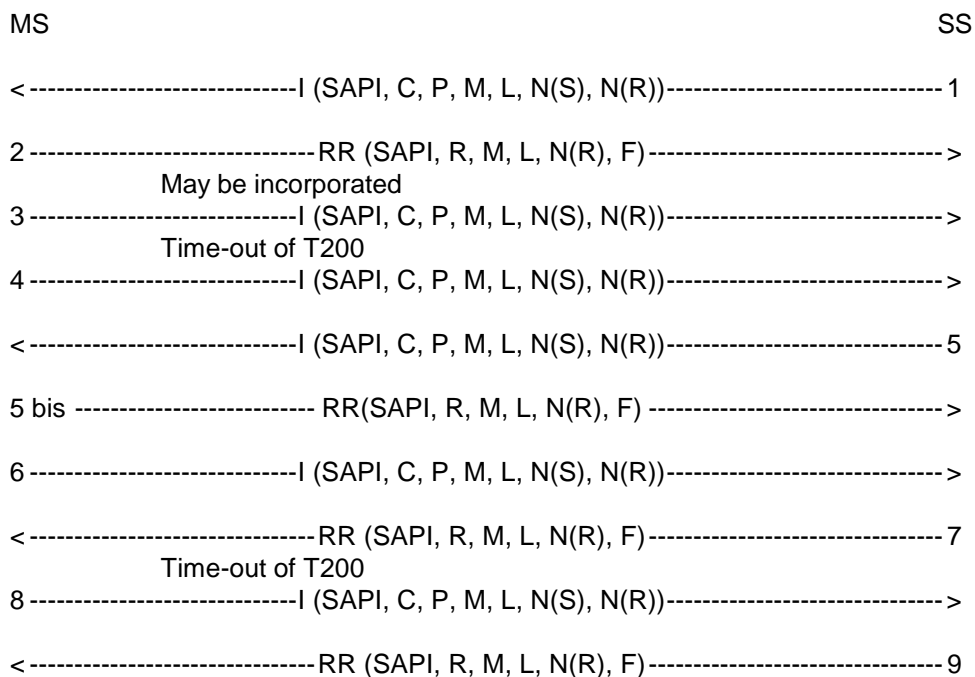 MS SS
< ------------------------------I (SAPI, C, P, M, L, N(S), N(R))------------------------------- 1
2 --------------------------------RR (SAPI, R, M, L, N(R), F)--------------------------------- >
May be incorporated
3 ------------------------------I (SAPI, C, P, M, L, N(S), N(R))------------------------------- >
Time-out of T200
4 ------------------------------I (SAPI, C, P, M, L, N(S), N(R))------------------------------- >
< ------------------------------I (SAPI, C, P, M, L, N(S), N(R))------------------------------- 5
5 bis --------------------------- RR(SAPI, R, M, L, N(R), F) --------------------------------- >
6 ------------------------------I (SAPI, C, P, M, L, N(S), N(R))------------------------------- >
< --------------------------------RR (SAPI, R, M, L, N(R), F)--------------------------------- 7
Time-out of T200
8 ------------------------------I (SAPI, C, P, M, L, N(S), N(R))------------------------------- >
< --------------------------------RR (SAPI, R, M, L, N(R), F)--------------------------------- 9